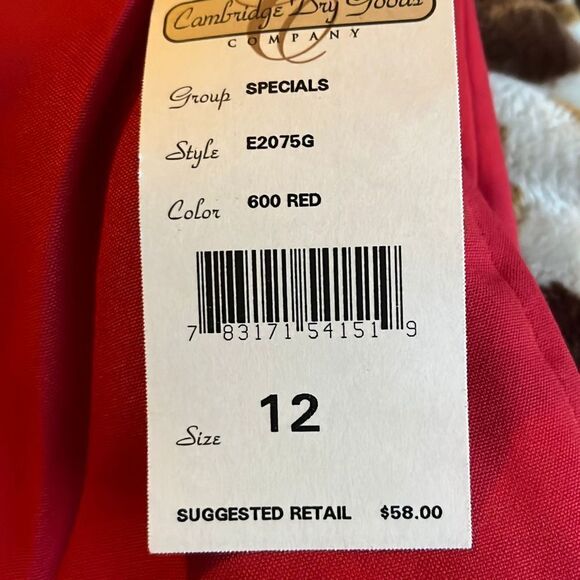 Cambridge Dry Goods
COMPANY
Group SPECIALS
Style E2075G
Color 600 RED
7 83171 54151 9
Size 12
SUGGESTED RETAIL $58.00